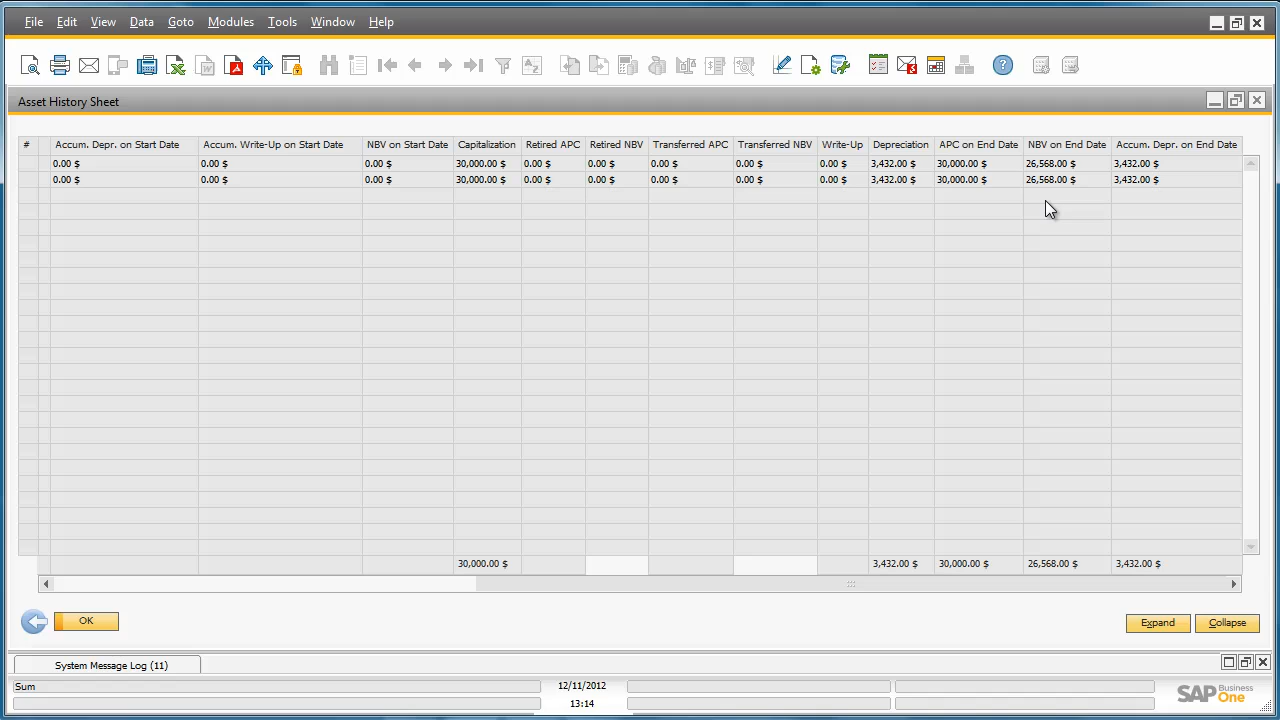 File Edit View Data Goto Modules Tools Window Help
Asset History Sheet
# Accum. Depr. on Start Date Accum. Write-Up on Start Date NBV on Start Date Capitalization Retired APC Retired NBV Transferred APC Transferred NBV Write-Up Depreciation APC on End Date NBV on End Date Accum. Depr. on End Date
0.00 $ 0.00 $ 0.00 $ 30,000.00 $ 0.00 $ 0.00 $ 0.00 $ 0.00 $ 0.00 $ 3,432.00 $ 30,000.00 $ 26,568.00 $ 3,432.00 $
0.00 $ 0.00 $ 0.00 $ 30,000.00 $ 0.00 $ 0.00 $ 0.00 $ 0.00 $ 0.00 $ 3,432.00 $ 30,000.00 $ 26,568.00 $ 3,432.00 $
30,000.00 $ 3,432.00 $ 30,000.00 $ 26,568.00 $ 3,432.00 $
OK Expand Collapse
System Message Log (11)
Sum 12/11/2012
13:14
SAP Business One